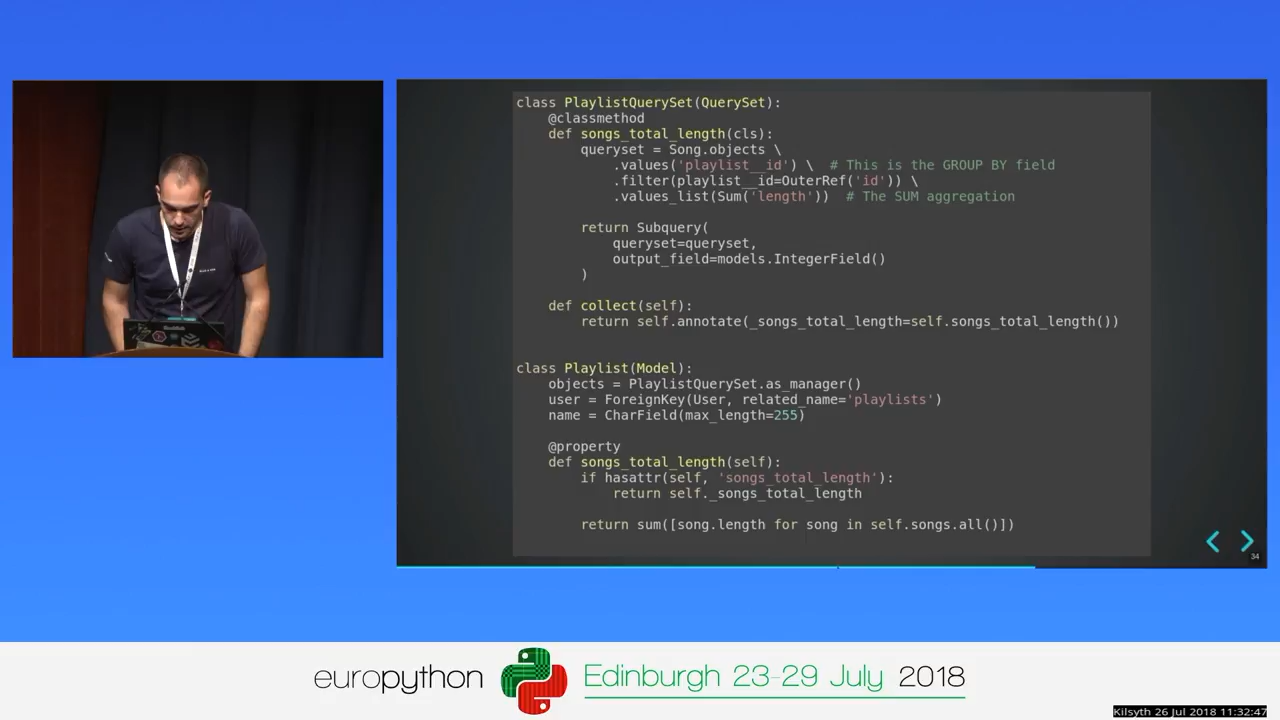 class PlaylistQuerySet(QuerySet):
    @classmethod
    def songs_total_length(cls):
        queryset = Song.objects \
            .values('playlist__id') \  # This is the GROUP BY field
            .filter(playlist__id=OuterRef('id')) \
            .values_list(Sum('length'))  # The SUM aggregation

        return Subquery(
            queryset=queryset,
            output_field=models.IntegerField()
        )

    def collect(self):
        return self.annotate(_songs_total_length=self.songs_total_length())

class Playlist(Model):
    objects = PlaylistQuerySet.as_manager()
    user = ForeignKey(User, related_name='playlists')
    name = CharField(max_length=255)

    @property
    def songs_total_length(self):
        if hasattr(self, 'songs_total_length'):
            return self._songs_total_length

        return sum([song.length for song in self.songs.all()])
34
europython Edinburgh 23-29 July 2018
Kilsyth 26 Jul 2018 11:32:47